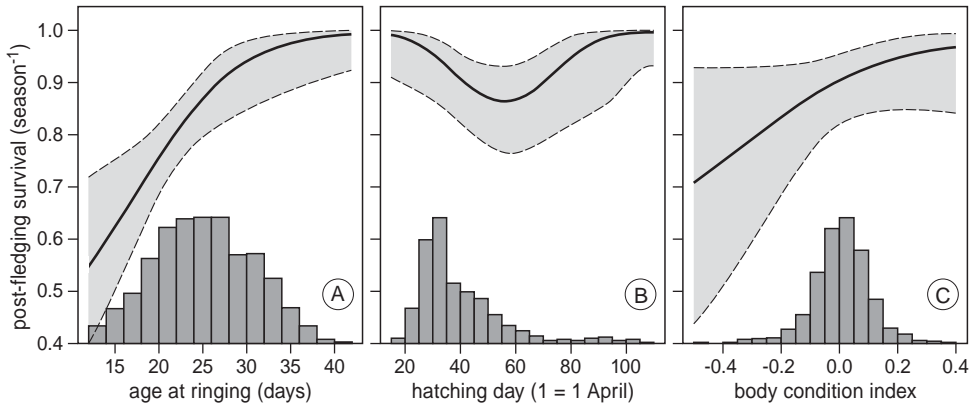 post-fledging survival (season-1)
1.0
0.9
0.8
0.7
0.6
0.5
0.4
A
B
C
15 20 25 30 35 40
20 40 60 80 100
-0.4 -0.2 0.0 0.2 0.4
age at ringing (days)
hatching day (1 = 1 April)
body condition index